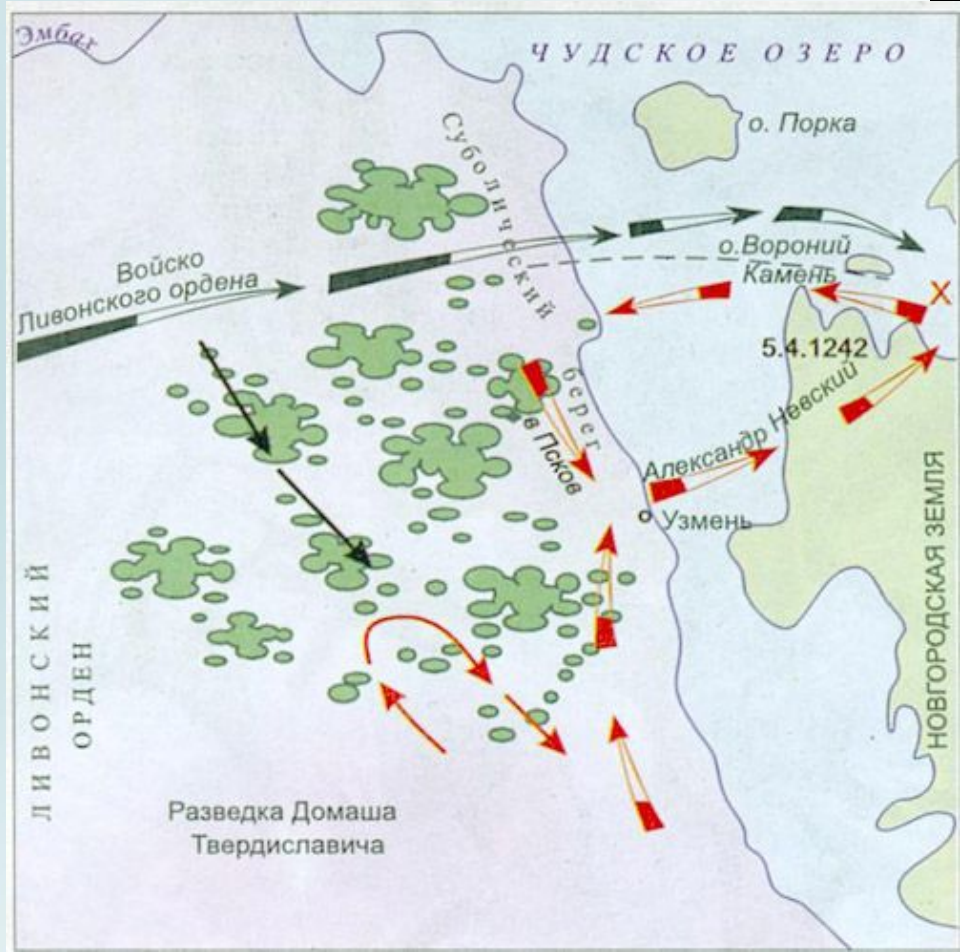 Эмбах
ЧУДСКОЕ ОЗЕРО
о. Порка
Суболический
берег
о.Вороний
Камень
Войско
Ливонского ордена
X
5.4.1242
Александр Невский
в Псков
Узмень
НОВГОРОДСКАЯ ЗЕМЛЯ
ЛИВОНСКИЙ
ОРДЕН
Разведка Домаша
Твердиславича